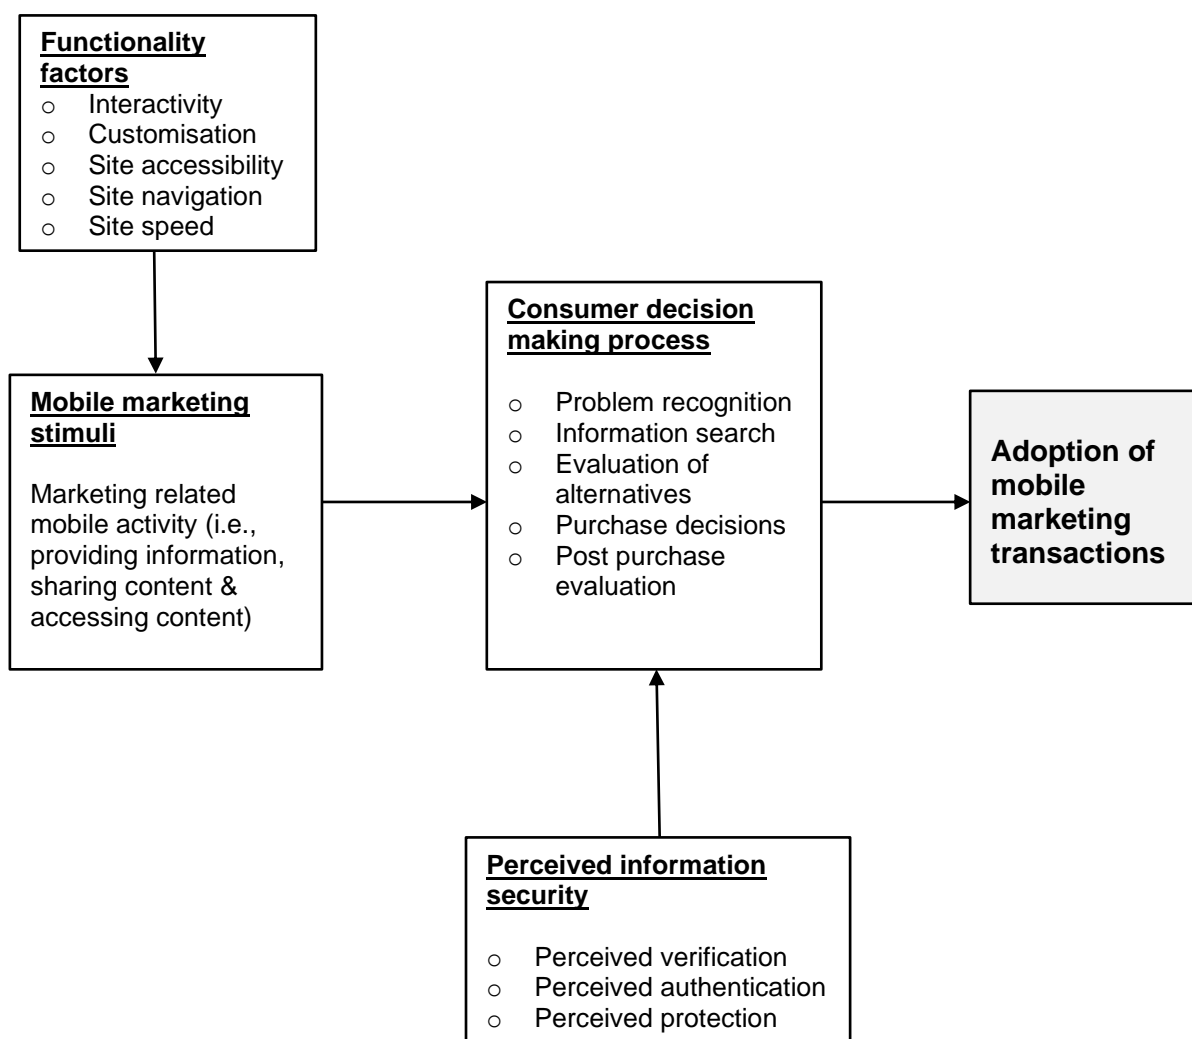 Functionality
factors
o Interactivity
o Customisation
o Site accessibility
o Site navigation
o Site speed
Mobile marketing
stimuli
Marketing related
mobile activity (i.e.,
providing information,
sharing content &
accessing content)
Consumer decision
making process
o Problem recognition
o Information search
o Evaluation of
alternatives
o Purchase decisions
o Post purchase
evaluation
Adoption of
mobile
marketing
transactions
Perceived information
security
o Perceived verification
o Perceived authentication
o Perceived protection